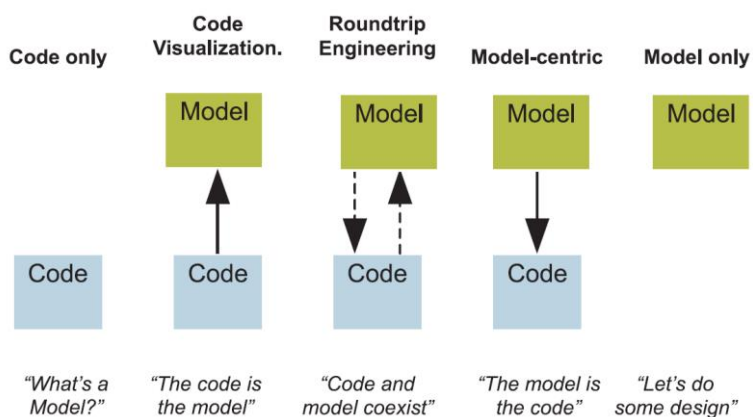 Code only
Code
Visualization.
Roundtrip
Engineering
Model-centric
Model only
Model
Model
Model
Model
Code
Code
Code
Code
“What’s a
Model?”
“The code is
the model”
“Code and
model coexist”
“The model is
the code”
“Let’s do
some design”